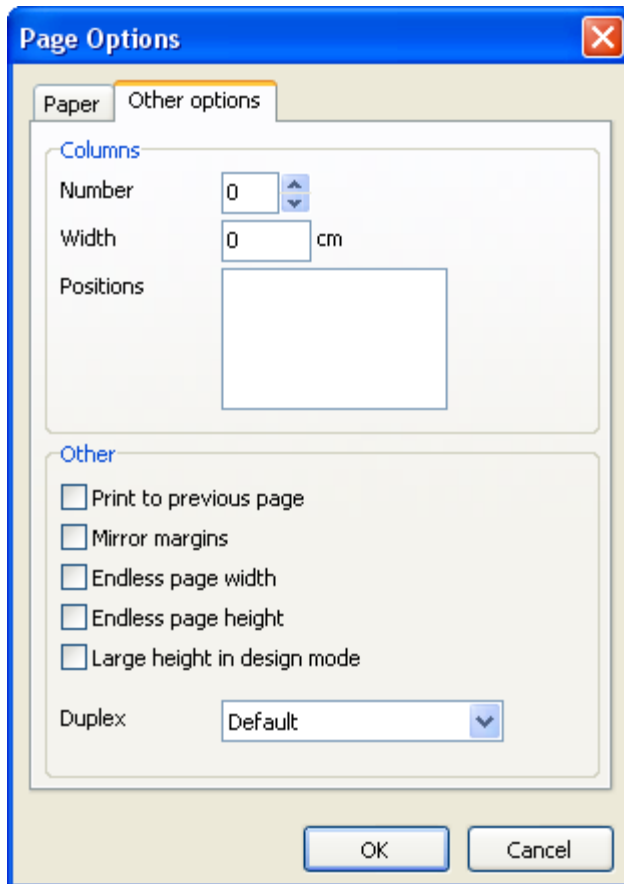 Page Options
Paper Other options
Columns
Number 0
Width 0 cm
Positions
Other
Print to previous page
Mirror margins
Endless page width
Endless page height
Large height in design mode
Duplex Default
OK Cancel